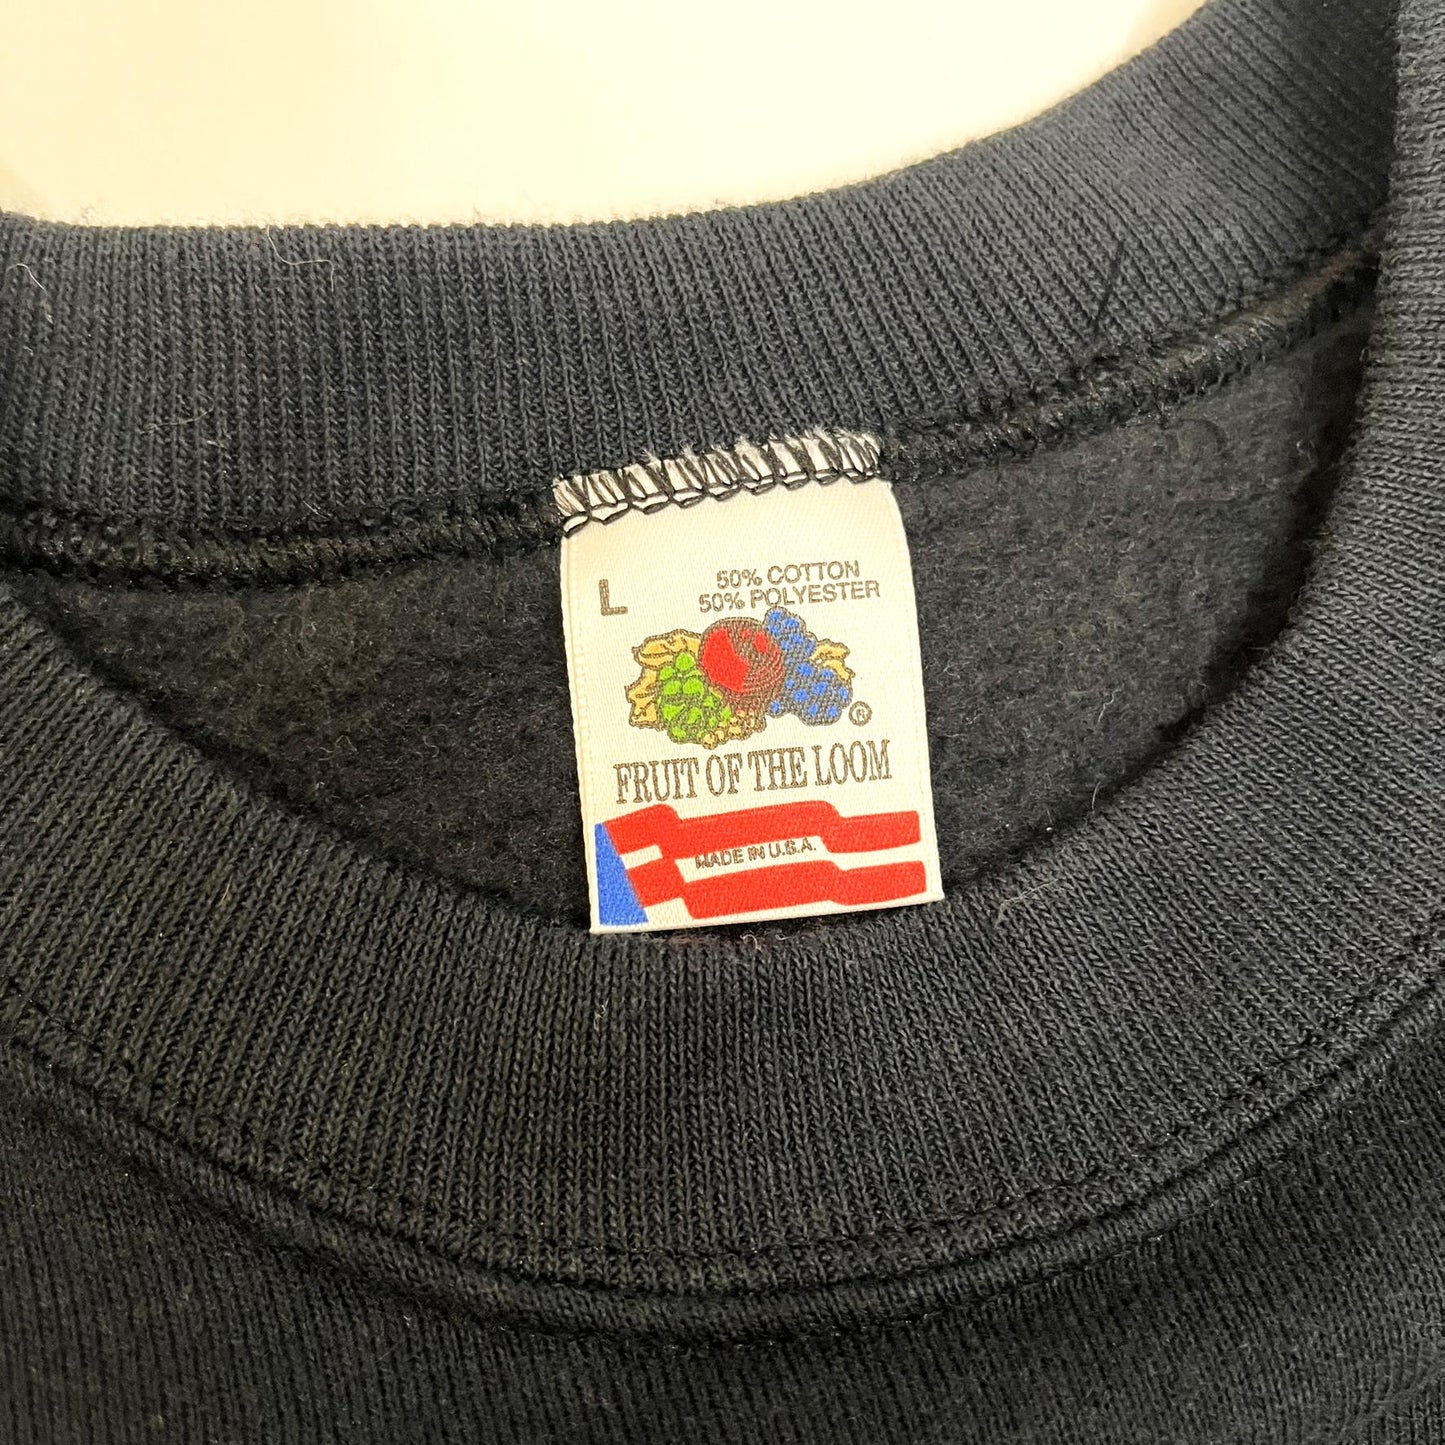 L
50% COTTON
50% POLYESTER
®
FRUIT OF THE LOOM
MADE IN U.S.A.